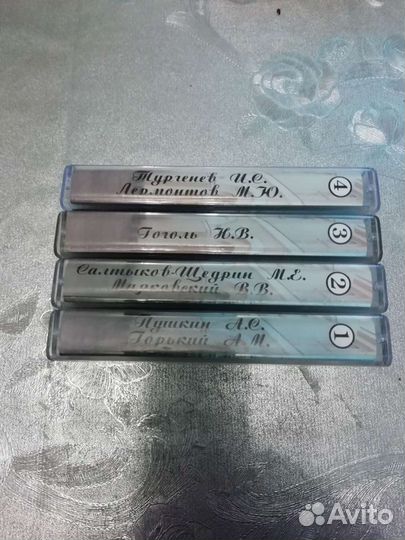 Тургенев И.С.
Лермонтов М.Ю.
4
Гоголь Н.В.
3
Салтыков-Щедрин М.Е.
Маяковский В.В.
2
Пушкин А.С.
Горький А.М.
1
Avito